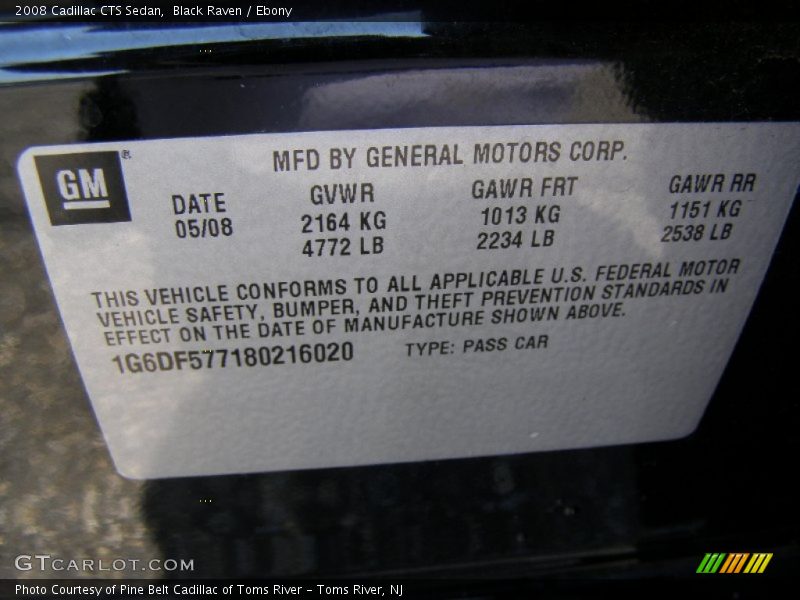 2008 Cadillac CTS Sedan,  Black Raven / Ebony
GM®
MFD BY GENERAL MOTORS CORP.
DATE GVWR GAWR FRT GAWR RR
05/08 2164 KG 1013 KG 1151 KG
4772 LB 2234 LB 2538 LB
THIS VEHICLE CONFORMS TO ALL APPLICABLE U.S. FEDERAL MOTOR
VEHICLE SAFETY, BUMPER, AND THEFT PREVENTION STANDARDS IN
EFFECT ON THE DATE OF MANUFACTURE SHOWN ABOVE.
1G6DF577180216020 TYPE: PASS CAR
GTCARLOT.COM
Photo Courtesy of Pine Belt Cadillac of Toms River - Toms River, NJ